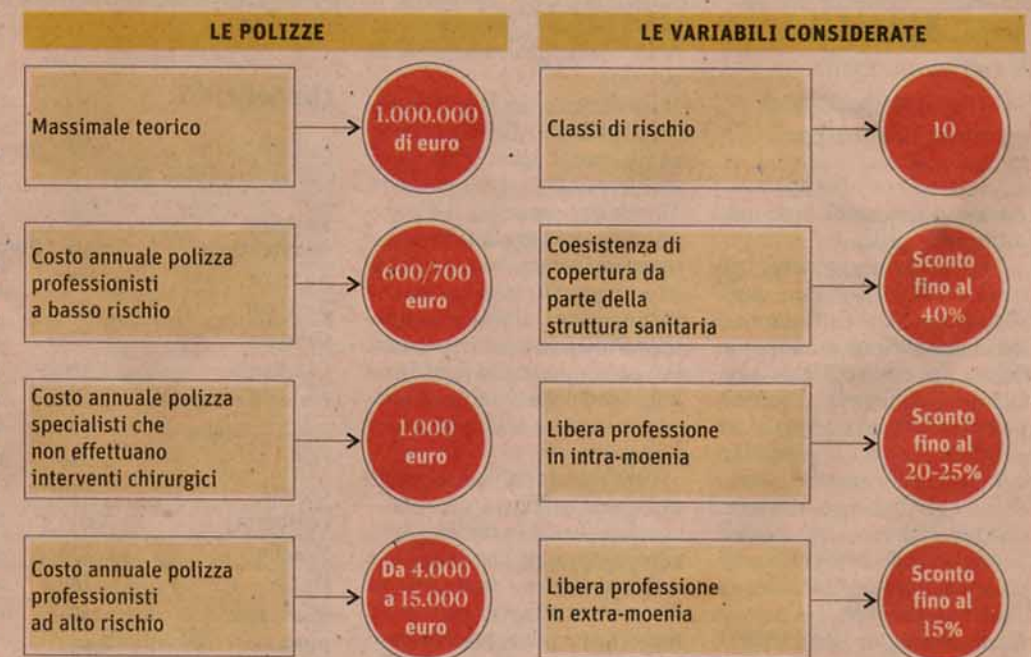 LE POLIZZE
Massimale teorico
1.000.000
di euro
Costo annuale polizza
professionisti
a basso rischio
600/700
euro
Costo annuale polizza
specialisti che
non effettuano
interventi chirurgici
1.000
euro
Costo annuale polizza
professionisti
ad alto rischio
Da 4.000
a 15.000
euro
LE VARIABILI CONSIDERATE
Classi di rischio
10
Coesistenza di
copertura da
parte della
struttura sanitaria
Sconto
fino al
40%
Libera professione
in intra-moenia
Sconto
fino al
20-25%
Libera professione
in extra-moenia
Sconto
fino al
15%